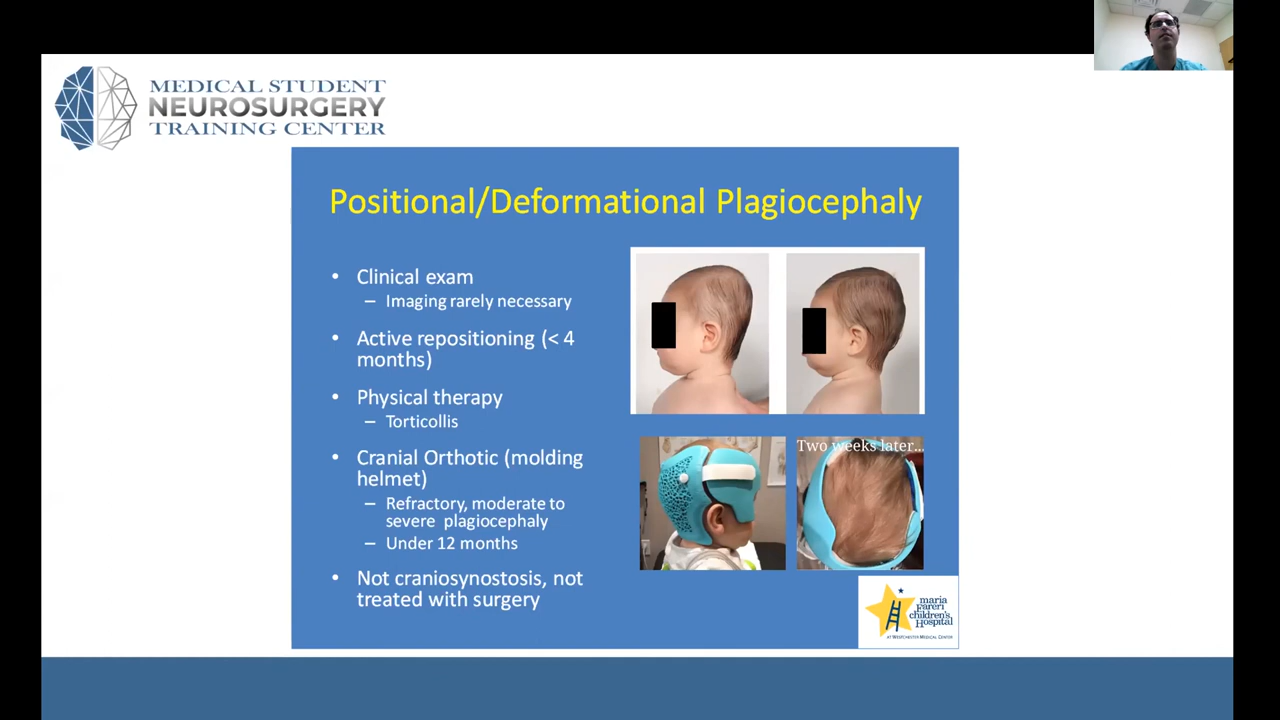 MEDICAL STUDENT
NEUROSURGERY
TRAINING CENTER
Positional/Deformational Plagiocephaly
• Clinical exam
– Imaging rarely necessary
• Active repositioning (< 4
months)
• Physical therapy
– Torticollis
• Cranial Orthotic (molding
helmet)
– Refractory, moderate to
severe plagiocephaly
– Under 12 months
• Not craniosynostosis, not
treated with surgery
Two weeks later...
maria
fareri
children's
Hospital
AT WESTCHESTER MEDICAL CENTER